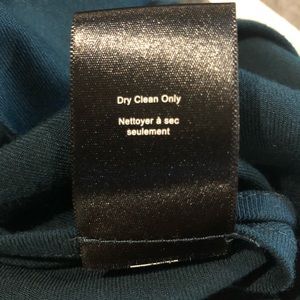 Dry Clean Only
Nettoyer à sec
seulement